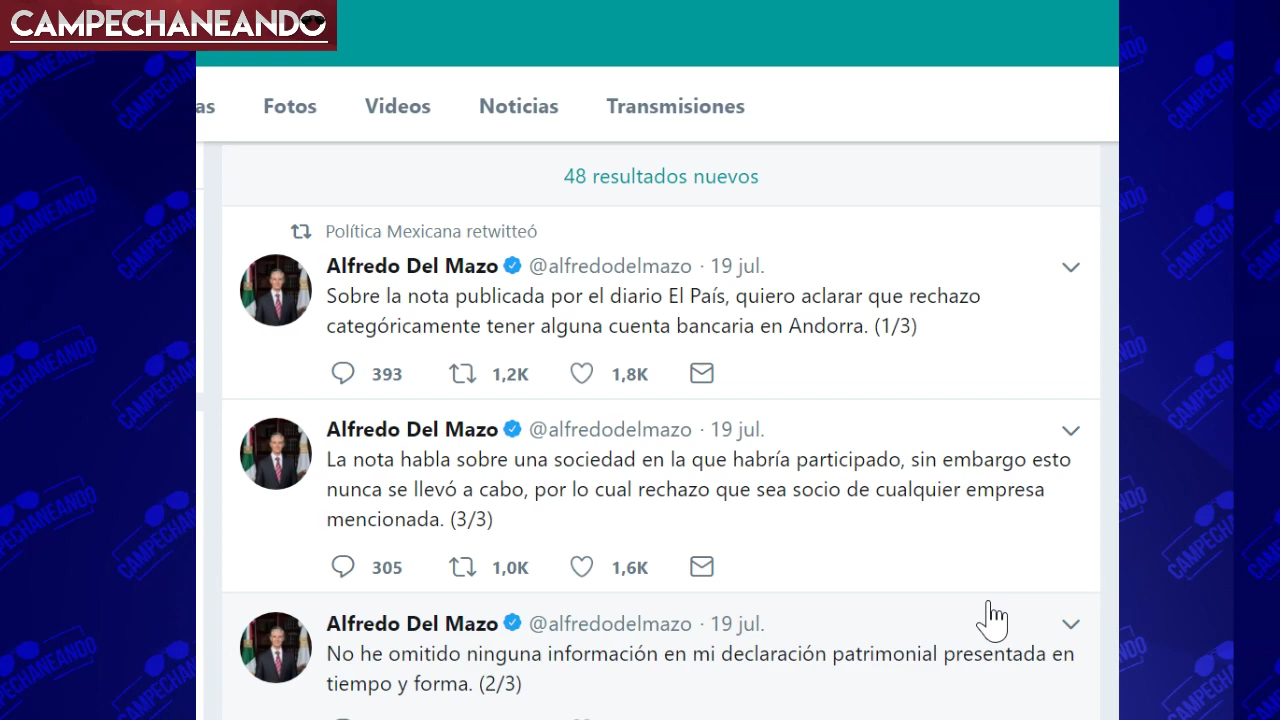 CAMPECHANEANDO
as Fotos Videos Noticias Transmisiones
48 resultados nuevos
Política Mexicana retwitteó
Alfredo Del Mazo @alfredodelmazo · 19 jul.
Sobre la nota publicada por el diario El País, quiero aclarar que rechazo
categóricamente tener alguna cuenta bancaria en Andorra. (1/3)
393 1,2K 1,8K
Alfredo Del Mazo @alfredodelmazo · 19 jul.
La nota habla sobre una sociedad en la que habría participado, sin embargo esto
nunca se llevó a cabo, por lo cual rechazo que sea socio de cualquier empresa
mencionada. (3/3)
305 1,0K 1,6K
Alfredo Del Mazo @alfredodelmazo · 19 jul.
No he omitido ninguna información en mi declaración patrimonial presentada en
tiempo y forma. (2/3)